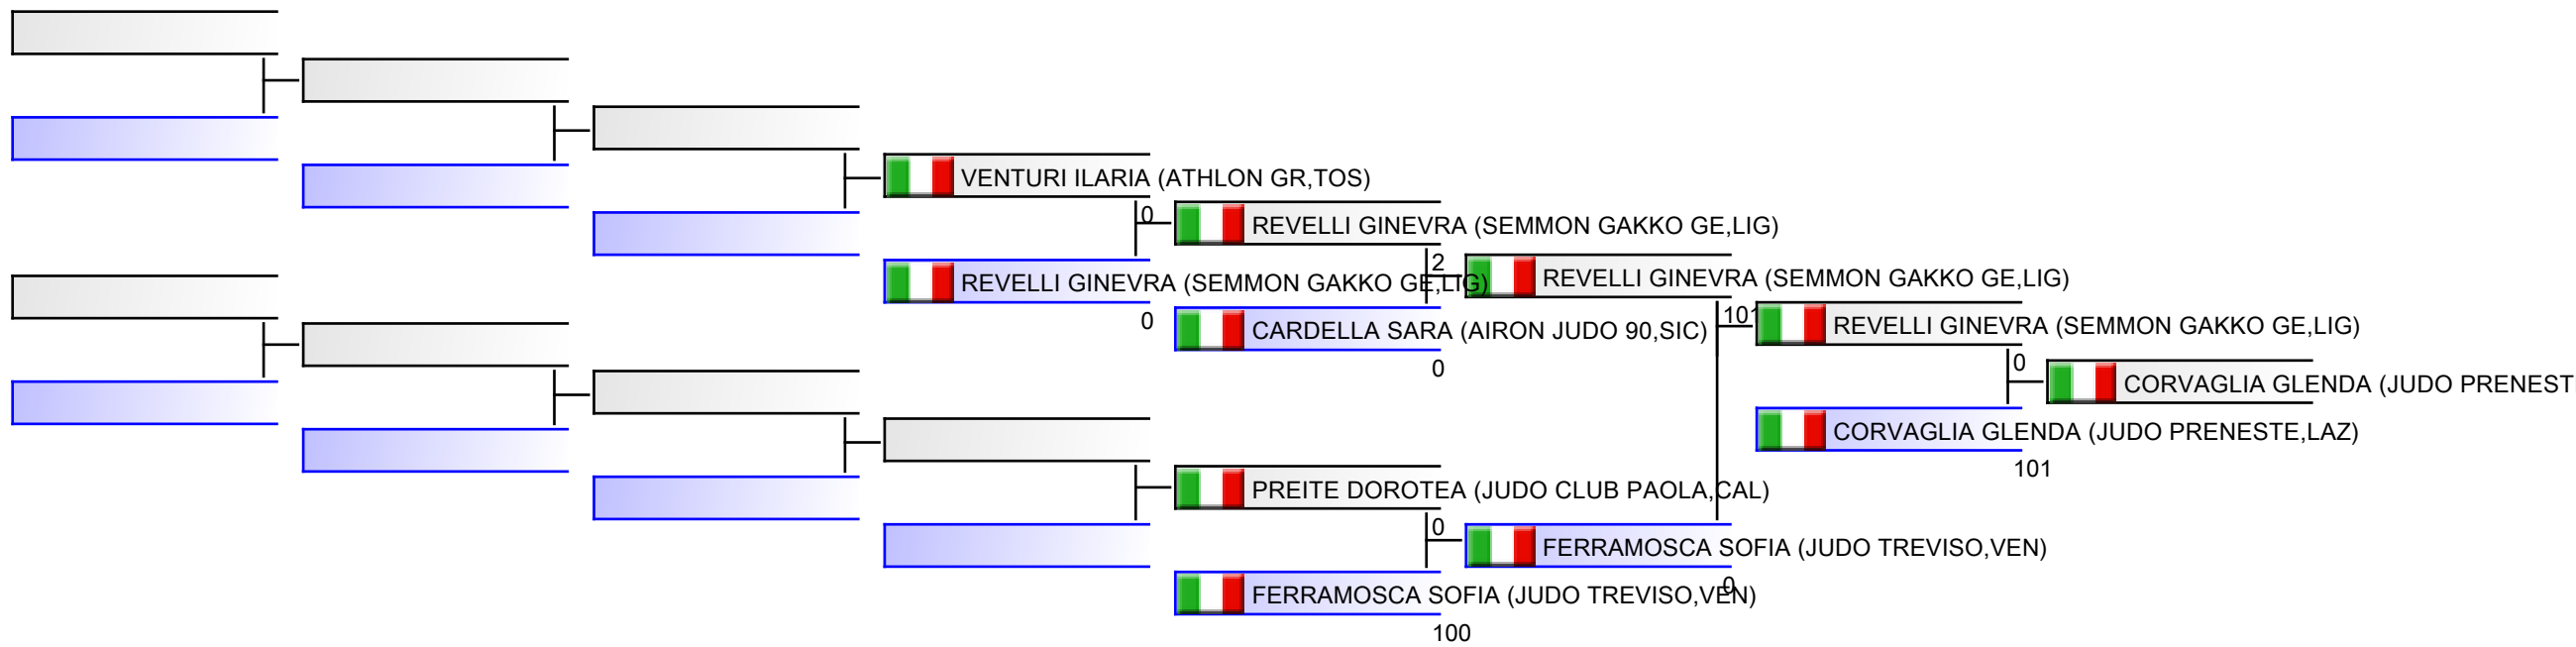 VENTURI ILARIA (ATHLON GR,TOS)
0
REVELLI GINEVRA (SEMMON GAKKO GE,LIG)
REVELLI GINEVRA (SEMMON GAKKO GE,LIG)
0
2
CARDELLA SARA (AIRON JUDO 90,SIC)
0
REVELLI GINEVRA (SEMMON GAKKO GE,LIG)
101
REVELLI GINEVRA (SEMMON GAKKO GE,LIG)
0
CORVAGLIA GLENDA (JUDO PRENEST
CORVAGLIA GLENDA (JUDO PRENESTE,LAZ)
101
PREITE DOROTEA (JUDO CLUB PAOLA,CAL)
0
FERRAMOSCA SOFIA (JUDO TREVISO,VEN)
0
FERRAMOSCA SOFIA (JUDO TREVISO,VEN)
100